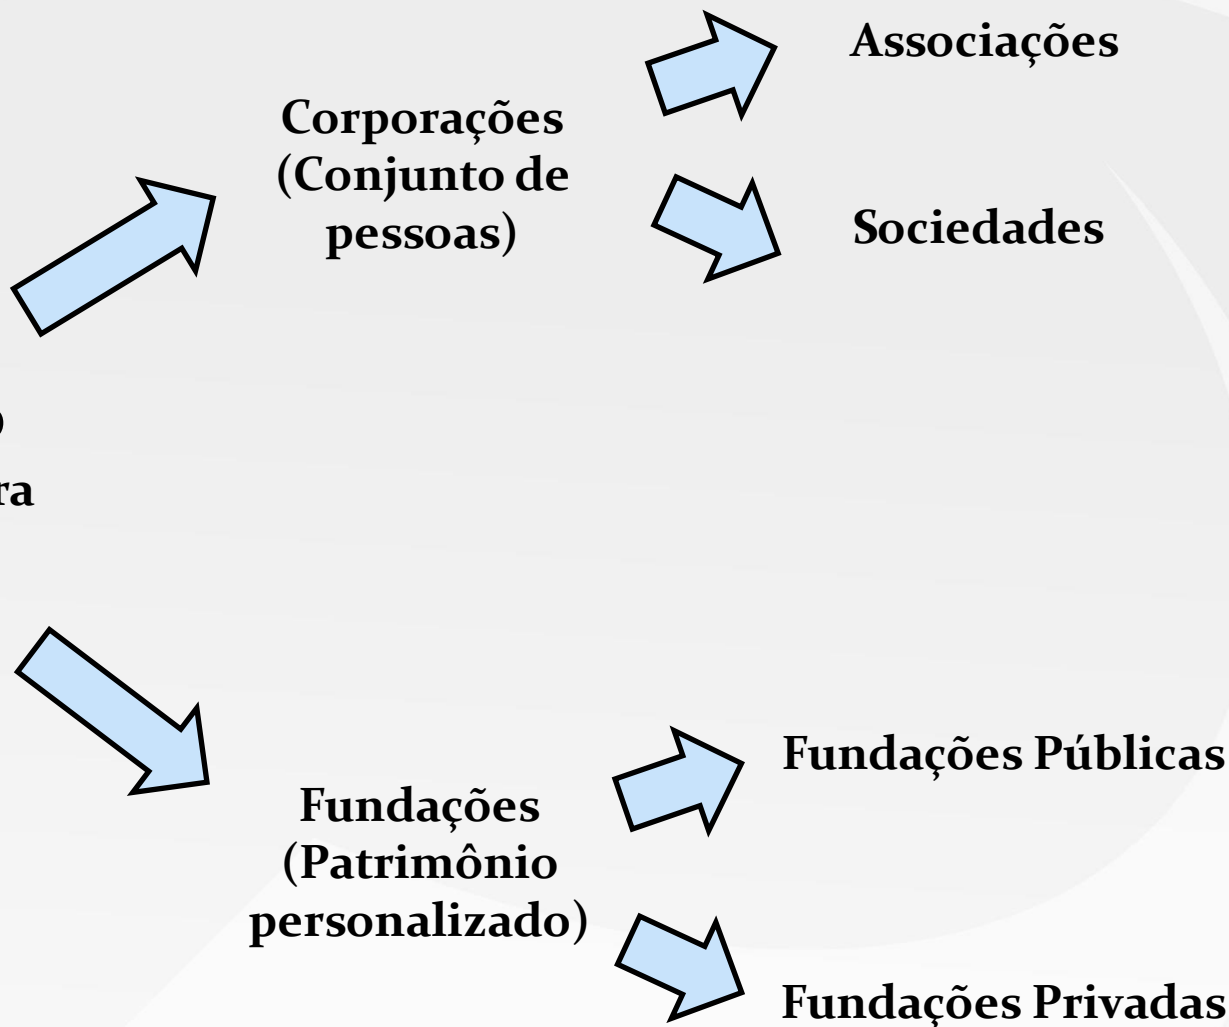 Associações
Corporações
(Conjunto de
pessoas)
Sociedades
Fundações Públicas
Fundações
(Patrimônio
personalizado)
Fundações Privadas